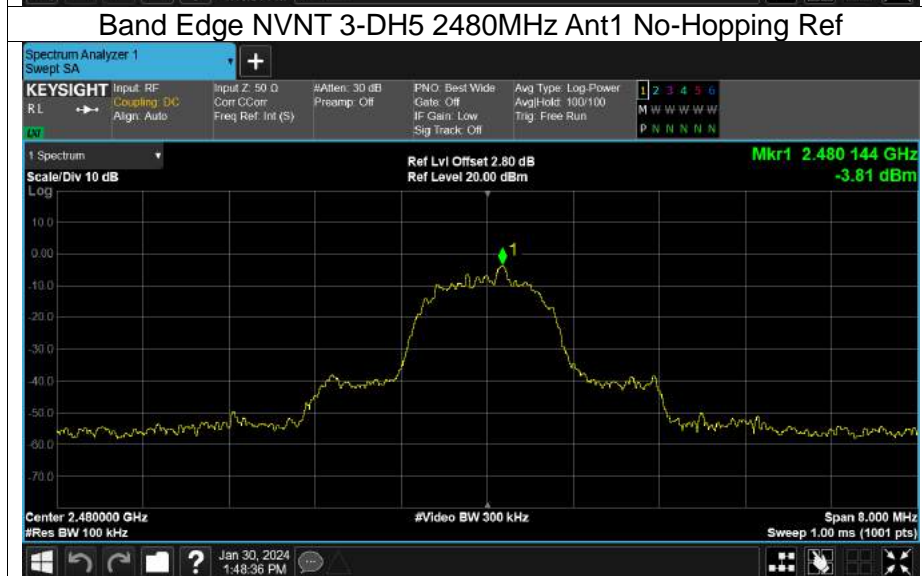 Band Edge NVNT 3-DH5 2480MHz Ant1 No-Hopping Ref
Spectrum Analyzer 1
Swept SA
+
KEYSIGHT
RL
LXI
Input: RF
Coupling: DC
Align: Auto
Input Z: 50 Ω
Corr CCorr
Freq Ref: Int (S)
#Atten: 30 dB
Preamp: Off
PNO: Best Wide
Gate: Off
IF Gain: Low
Sig Track: Off
Avg Type: Log-Power
Avg|Hold: 100/100
Trig: Free Run
1 2 3 4 5 6
M W W W W W
P N N N N N
1 Spectrum
Scale/Div 10 dB
Ref Lvl Offset 2.80 dB
Ref Level 20.00 dBm
Mkr1 2.480 144 GHz
-3.81 dBm
Log
10.0
0.00
1
-10.0
-20.0
-30.0
-40.0
-50.0
-60.0
-70.0
Center 2.480000 GHz
#Video BW 300 kHz
Span 8.000 MHz
#Res BW 100 kHz
Sweep 1.00 ms (1001 pts)
?
Jan 30, 2024
1:48:36 PM